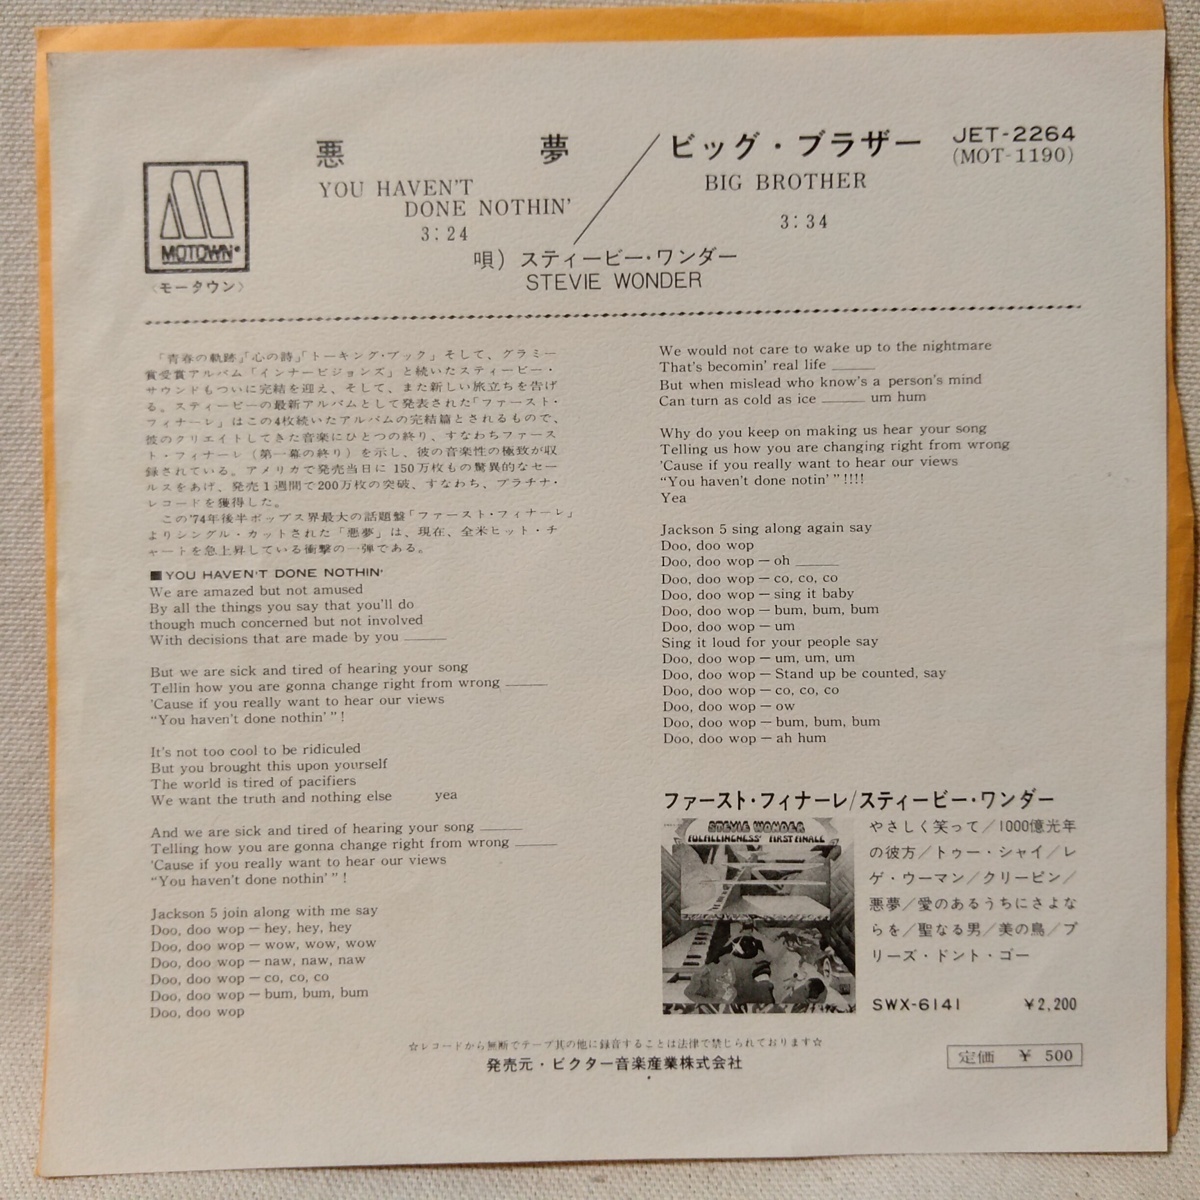 悪夢／ビッグ・ブラザー JET-2264
(MOT-1190)
YOU HAVEN'T
DONE NOTHIN'
3:24
BIG BROTHER
3:34
MOTOWN
〈モータウン〉
唄）スティービー・ワンダー
STEVIE WONDER
「青春の軌跡」「心の詩」「トーキング・ブック」そして、グラミー
賞受賞アルバム「インナービジョンズ」と続いたスティービー・
サウンドもついに完結を迎え、そして、また新しい旅立ちを告げ
る。スティービーの最新アルバムとして発表された「ファースト・
フィナーレ」はこの4枚続いたアルバムの完結篇とされるもので、
彼のクリエイトしてきた音楽にひとつの終り、すなわちファース
ト・フィナーレ（第一幕の終り）を示し、彼の音楽性の極致が収
録されている。アメリカで発売当日に150万枚もの驚異的なセー
ルスをあげ、発売1週間で200万枚の突破、すなわち、プラチナ・
レコードを獲得した。
この'74年後半ポップス界最大の話題盤「ファースト・フィナーレ」
よりシングル・カットされた「悪夢」は、現在、全米ヒット・チ
ャートを急上昇している衝撃の一弾である。
■YOU HAVEN'T DONE NOTHIN'
We are amazed but not amused
By all the things you say that you'll do
though much concerned but not involved
With decisions that are made by you ____
But we are sick and tired of hearing your song
Tellin how you are gonna change right from wrong ____
'Cause if you really want to hear our views
"You haven't done nothin'"!
It's not too cool to be ridiculed
But you brought this upon yourself
The world is tired of pacifiers
We want the truth and nothing else yea
And we are sick and tired of hearing your song ____
Telling how you are gonna change right from wrong ____
'Cause if you really want to hear our views
"You haven't done nothin'"!
Jackson 5 join along with me say
Doo, doo wop — hey, hey, hey
Doo, doo wop — wow, wow, wow
Doo, doo wop — naw, naw, naw
Doo, doo wop — co, co, co
Doo, doo wop — bum, bum, bum
Doo, doo wop
We would not care to wake up to the nightmare
That's becomin' real life ____
But when mislead who know's a person's mind
Can turn as cold as ice ____ um hum
Why do you keep on making us hear your song
Telling us how you are changing right from wrong
'Cause if you really want to hear our views
"You haven't done notin'"!!!!
Yea
Jackson 5 sing along again say
Doo, doo wop
Doo, doo wop — oh ____
Doo, doo wop — co, co, co
Doo, doo wop — sing it baby
Doo, doo wop — bum, bum, bum
Doo, doo wop — um
Sing it loud for your people say
Doo, doo wop — um, um, um
Doo, doo wop — Stand up be counted, say
Doo, doo wop — co, co, co
Doo, doo wop — ow
Doo, doo wop — bum, bum, bum
Doo, doo wop — ah hum
ファースト・フィナーレ/スティービー・ワンダー
STEVIE WONDER
FULFILLINGNESS' FIRST FINALE
やさしく笑って／1000億光年
の彼方／トゥー・シャイ／レ
ゲ・ウーマン／クリーピン／
悪夢／愛のあるうちにさよな
らを／聖なる男／美の鳥／プ
リーズ・ドント・ゴー
SWX-6141 ¥2,200
☆レコードから無断でテープ其の他に録音することは法律で禁じられております☆
発売元・ビクター音楽産業株式会社
定価 ¥ 500